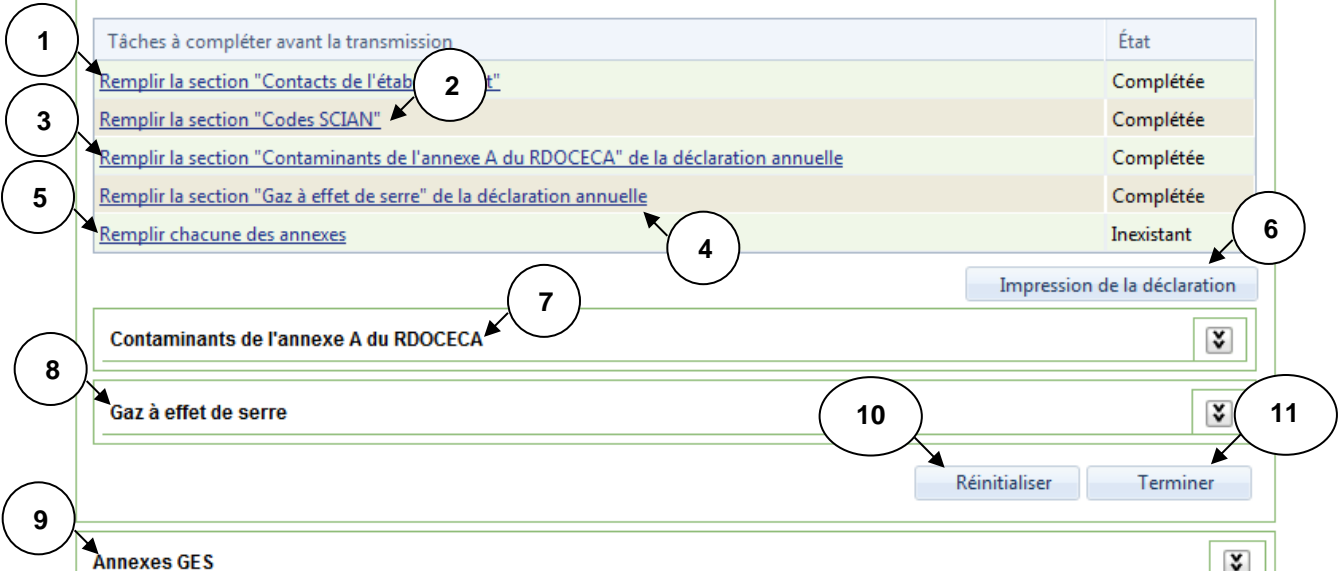 1 Tâches à compléter avant la transmission État
Remplir la section "Contacts de l'étab t" 2 Complétée
3 Remplir la section "Codes SCIAN" Complétée
Remplir la section "Contaminants de l'annexe A du RDOCECA" de la déclaration annuelle Complétée
5 Remplir la section "Gaz à effet de serre" de la déclaration annuelle Complétée
Remplir chacune des annexes 4 Inexistant 6
Impression de la déclaration
7
Contaminants de l'annexe A du RDOCECA
8
Gaz à effet de serre 10 11
Réinitialiser Terminer
9
Annexes GES